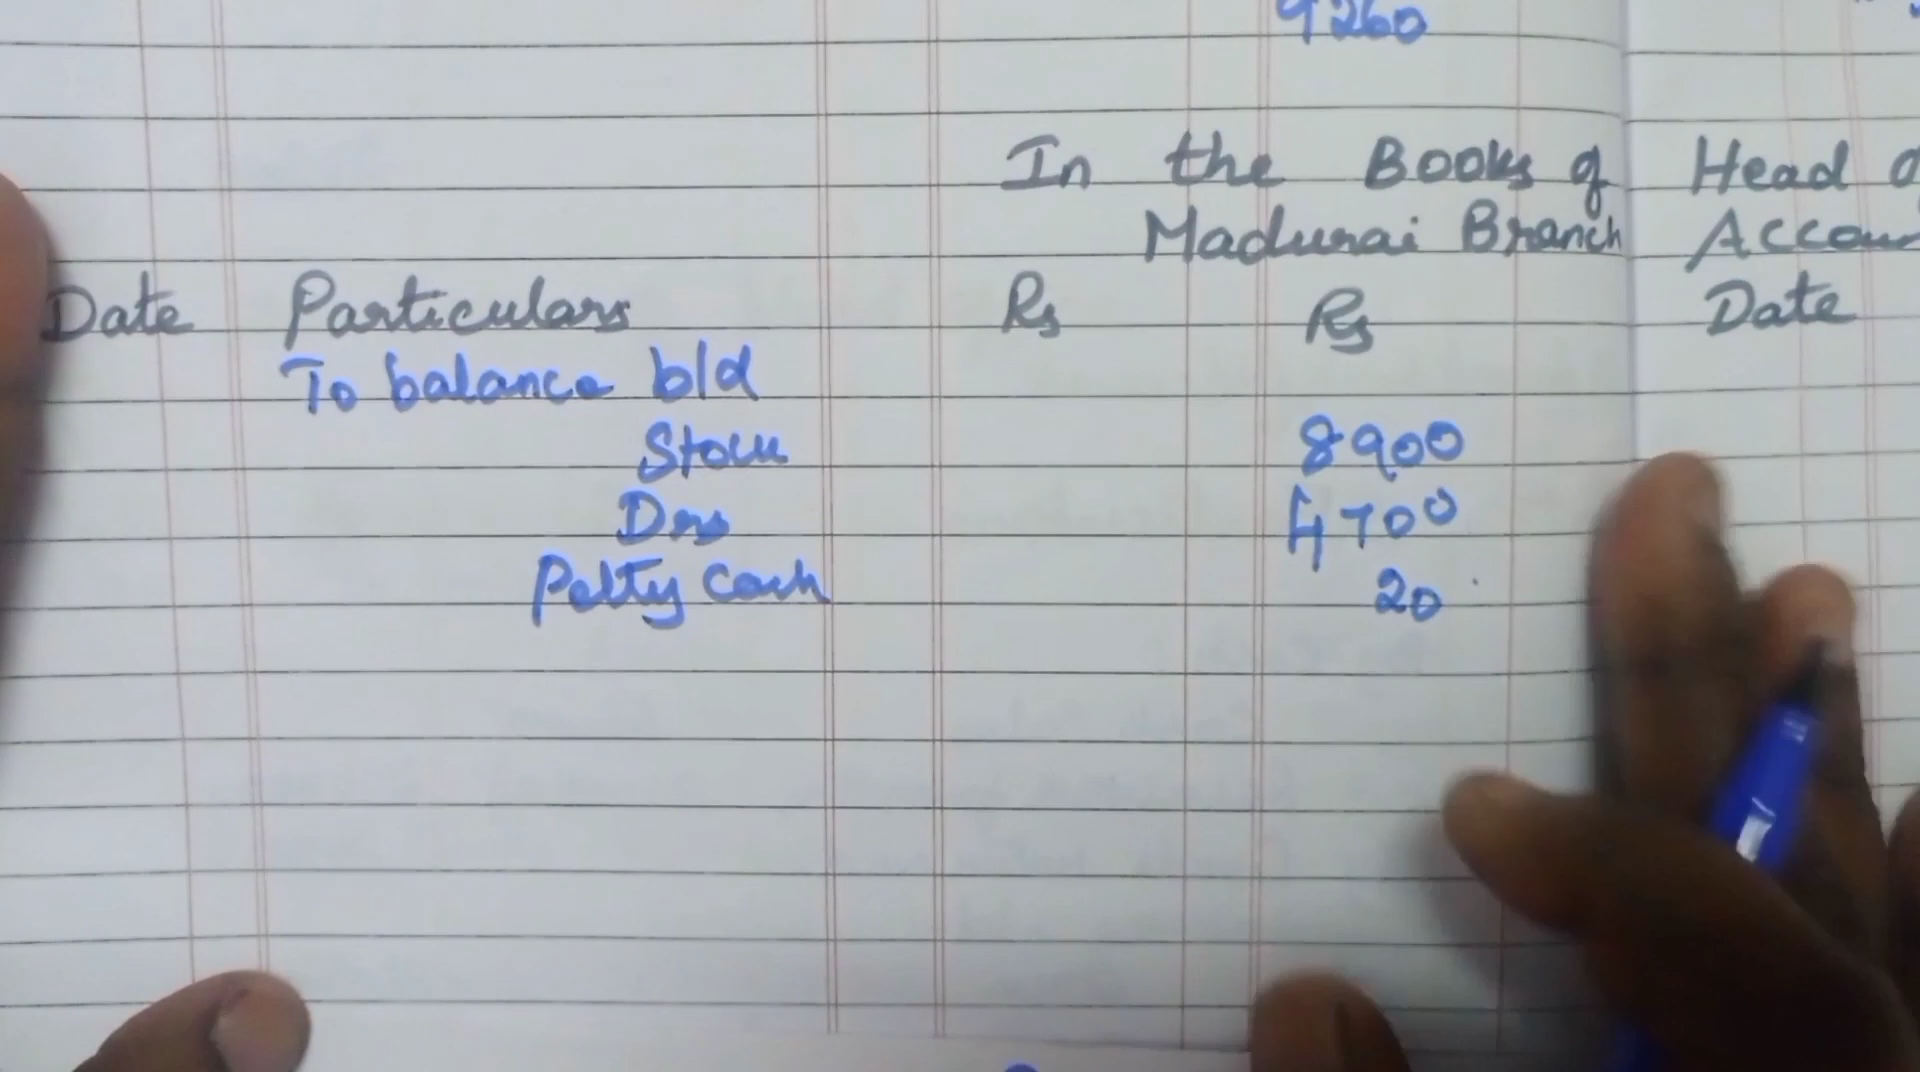 9260
In the Books of Head
Madurai Branch Accoun
Date Particulars Rs Rs Date
To balance b/d
Stock 8900
Drs 4700
Petty Cash 20